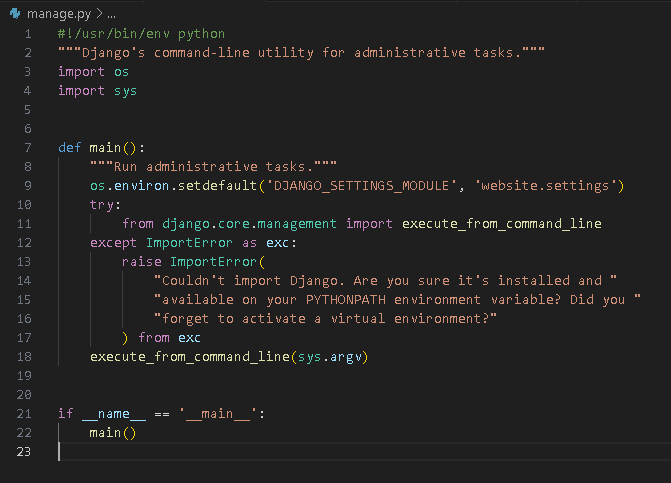 manage.py > ...
1 #!/usr/bin/env python
2 """Django's command-line utility for administrative tasks."""
3 import os
4 import sys
5
6
7 def main():
8     """Run administrative tasks."""
9     os.environ.setdefault('DJANGO_SETTINGS_MODULE', 'website.settings')
10     try:
11         from django.core.management import execute_from_command_line
12     except ImportError as exc:
13         raise ImportError(
14             "Couldn't import Django. Are you sure it's installed and "
15             "available on your PYTHONPATH environment variable? Did you "
16             "forget to activate a virtual environment?"
17         ) from exc
18     execute_from_command_line(sys.argv)
19
20
21 if __name__ == '__main__':
22     main()
23